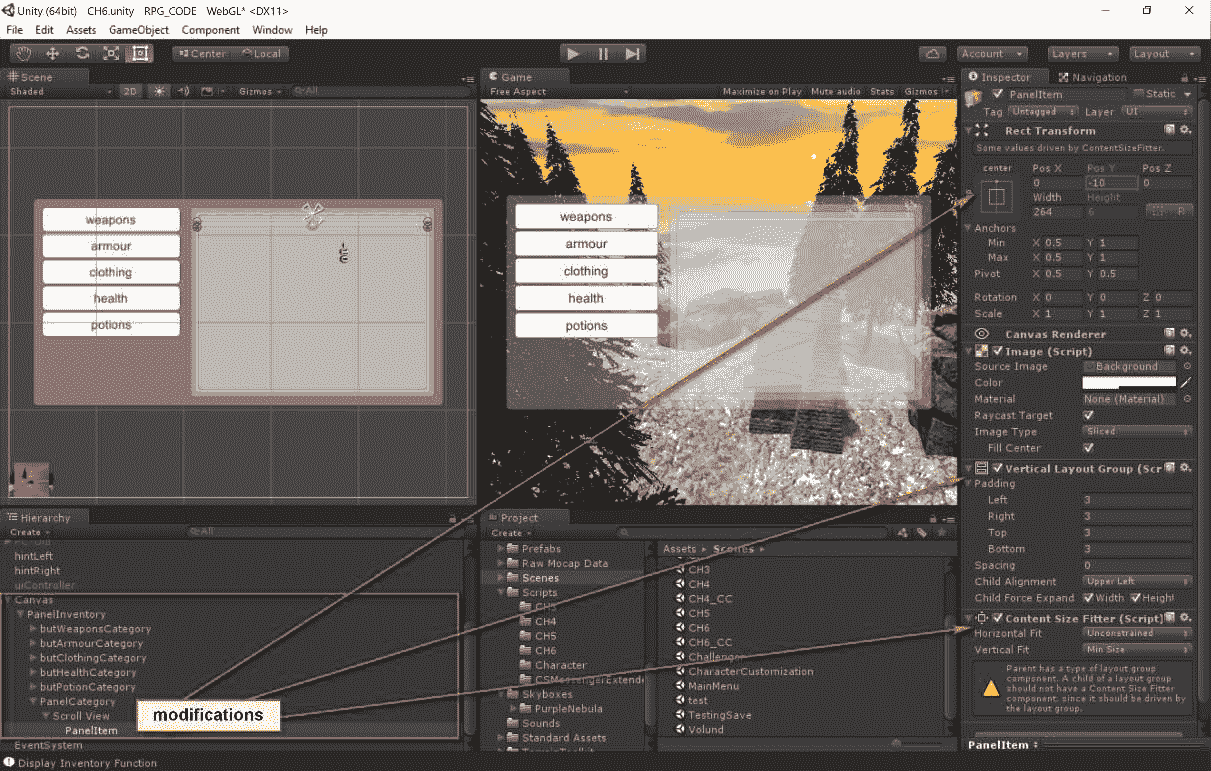 Unity (64bit) CH6.unity RPG_CODE WebGL* <DX11>
File Edit Assets GameObject Component Window Help
Center Local
Account Layers Layout
Scene
Shaded 2D Gizmos All
weapons
armour
clothing
health
potions
Game
Free Aspect Maximize on Play Mute audio Stats Gizmos
weapons
armour
clothing
health
potions
Hierarchy
Create All
hintLeft
hintRight
uiController
Canvas
PanelInventory
butWeaponsCategory
butArmourCategory
butClothingCategory
butHealthCategory
butPotionCategory
PanelCategory
Scroll View
PanelItem
EventSystem
modifications
Project
Create
Prefabs
Raw Mocap Data
Scenes
Scripts
CH3
CH4
CH5
CH6
Character
CSMessengerExtende
Skyboxes
PurpleNebula
Sounds
Standard Assets
Assets Scenes
CH3
CH4
CH4_CC
CH5
CH6
CH6_CC
Challenger
CharacterCustomization
MainMenu
test
TestingSave
Volund
Inspector Navigation
PanelItem Static
Tag Untagged Layer UI
Rect Transform
Some values driven by ContentSizeFitter.
center Pos X Pos Y Pos Z
0 -10 0
Width Height
264 6 R
Anchors
Min X 0.5 Y 1
Max X 0.5 Y 1
Pivot X 0.5 Y 0.5
Rotation X 0 Y 0 Z 0
Scale X 1 Y 1 Z 1
Canvas Renderer
Image (Script)
Source Image Background
Color
Material None (Material)
Raycast Target
Image Type Sliced
Fill Center
Vertical Layout Group (Scr
Padding
Left 3
Right 3
Top 3
Bottom 3
Spacing 0
Child Alignment Upper Left
Child Force Expand Width Height
Content Size Fitter (Script)
Horizontal Fit Unconstrained
Vertical Fit Min Size
Parent has a type of layout group
component. A child of a layout group
should not have a Content Size Fitter
component, since it should be driven by
the layout group.
PanelItem
Display Inventory Function